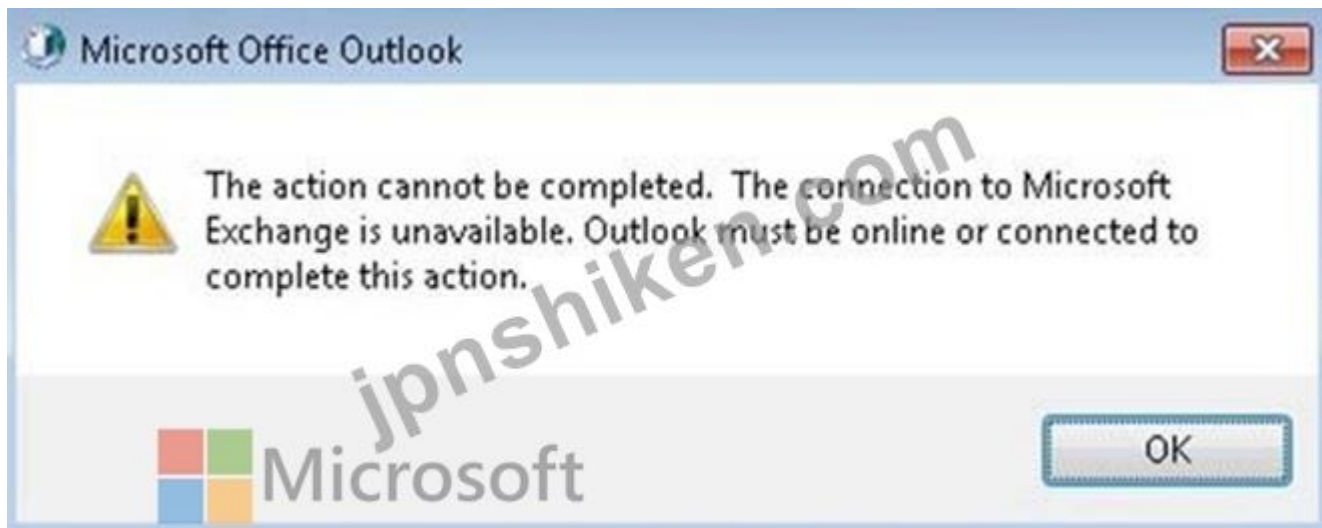 Microsoft Office Outlook
The action cannot be completed. The connection to Microsoft
Exchange is unavailable. Outlook must be online or connected to
complete this action.
jpnshiken.com
OK
Microsoft